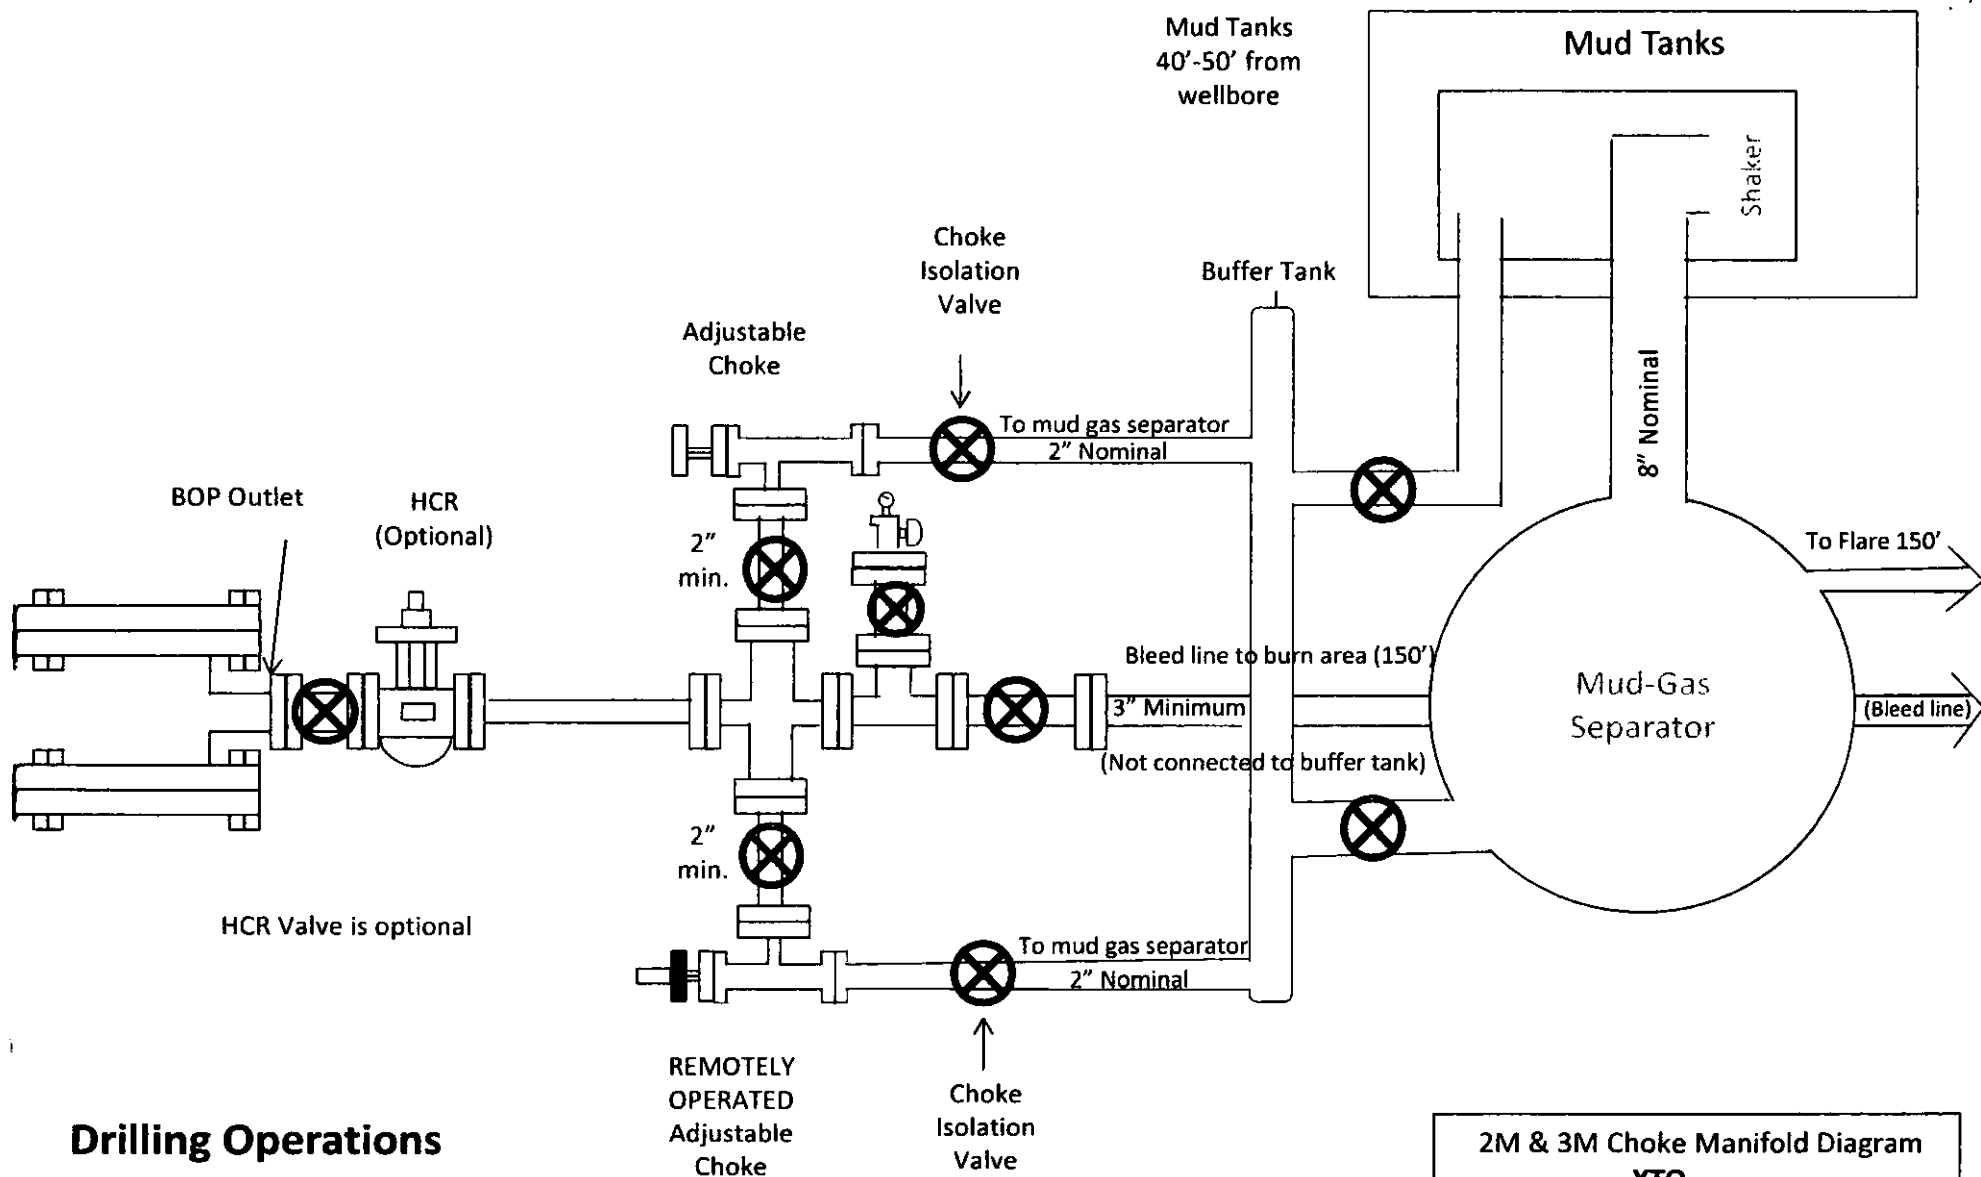 Mud Tanks
40'-50' from
wellbore
Mud Tanks
Shaker
Choke
Isolation
Valve
Buffer Tank
Adjustable
Choke
8" Nominal
To mud gas separator
2" Nominal
BOP Outlet
HCR
(Optional)
2"
min.
To Flare 150'
Bleed line to burn area (150')
3" Minimum
(Not connected to buffer tank)
Mud-Gas
Separator
(Bleed line)
2"
min.
HCR Valve is optional
To mud gas separator
2" Nominal
REMOTELY
OPERATED
Adjustable
Choke
Choke
Isolation
Valve
Drilling Operations
2M & 3M Choke Manifold Diagram
XTO